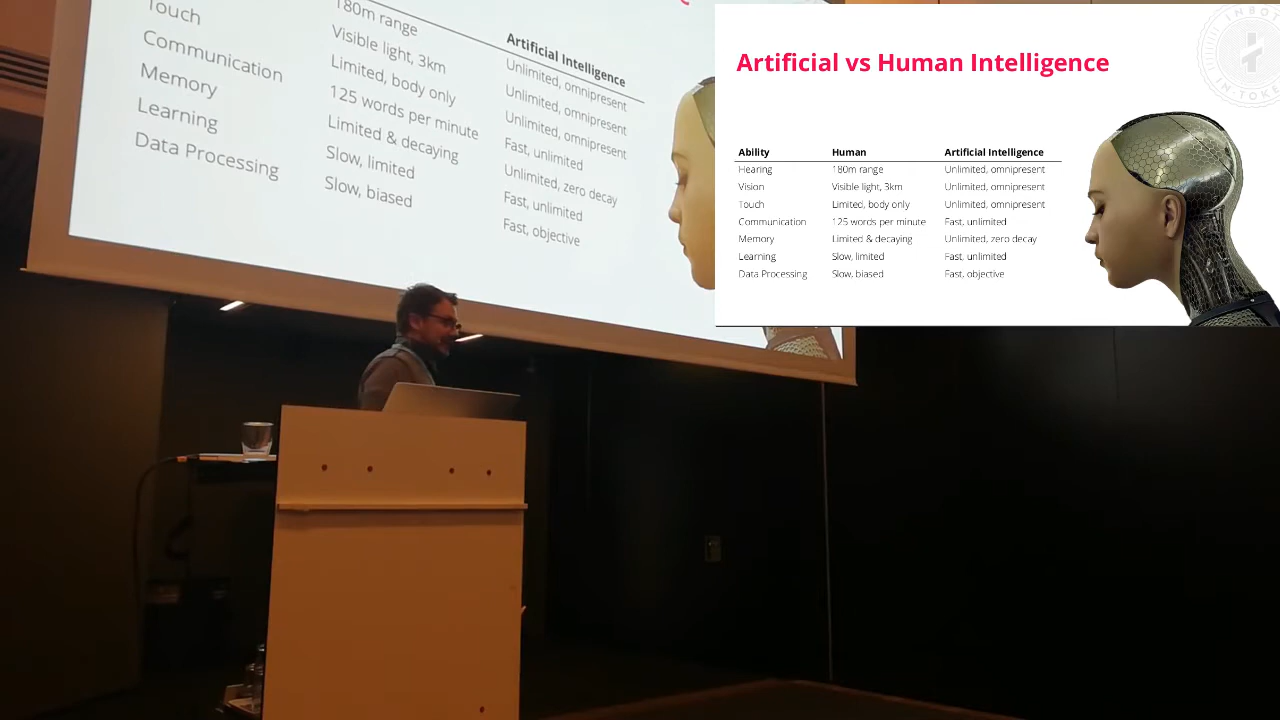 Touch
Communication
Memory
Learning
Data Processing
180m range
Visible light, 3km
Limited, body only
125 words per minute
Limited & decaying
Slow, limited
Slow, biased
Artificial Intelligence
Unlimited, omnipresent
Unlimited, omnipresent
Unlimited, omnipresent
Fast, unlimited
Unlimited, zero decay
Fast, unlimited
Fast, objective
INBOT
IN-TOKE
Artificial vs Human Intelligence
Ability Human Artificial Intelligence
Hearing 180m range Unlimited, omnipresent
Vision Visible light, 3km Unlimited, omnipresent
Touch Limited, body only Unlimited, omnipresent
Communication 125 words per minute Fast, unlimited
Memory Limited & decaying Unlimited, zero decay
Learning Slow, limited Fast, unlimited
Data Processing Slow, biased Fast, objective